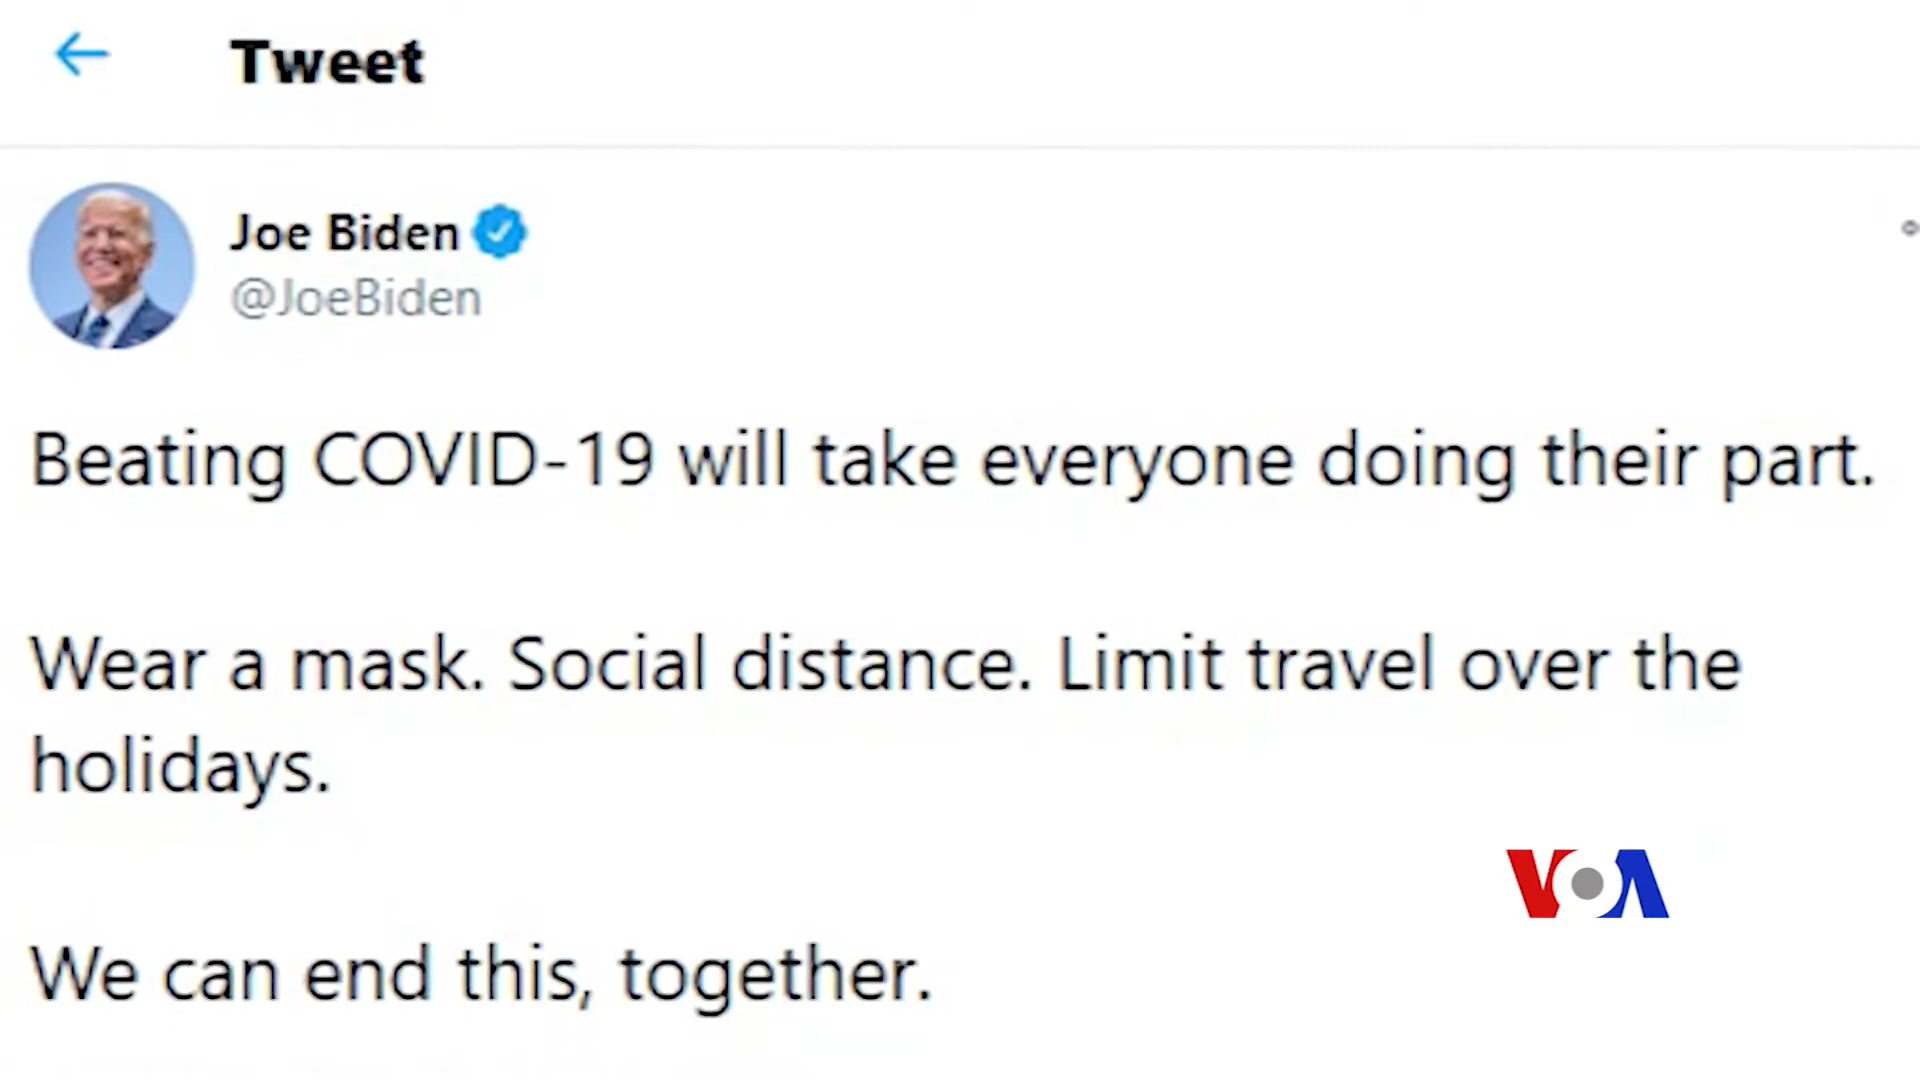 Tweet
Joe Biden
@JoeBiden
Beating COVID-19 will take everyone doing their part.
Wear a mask. Social distance. Limit travel over the
holidays.
VOA
We can end this, together.